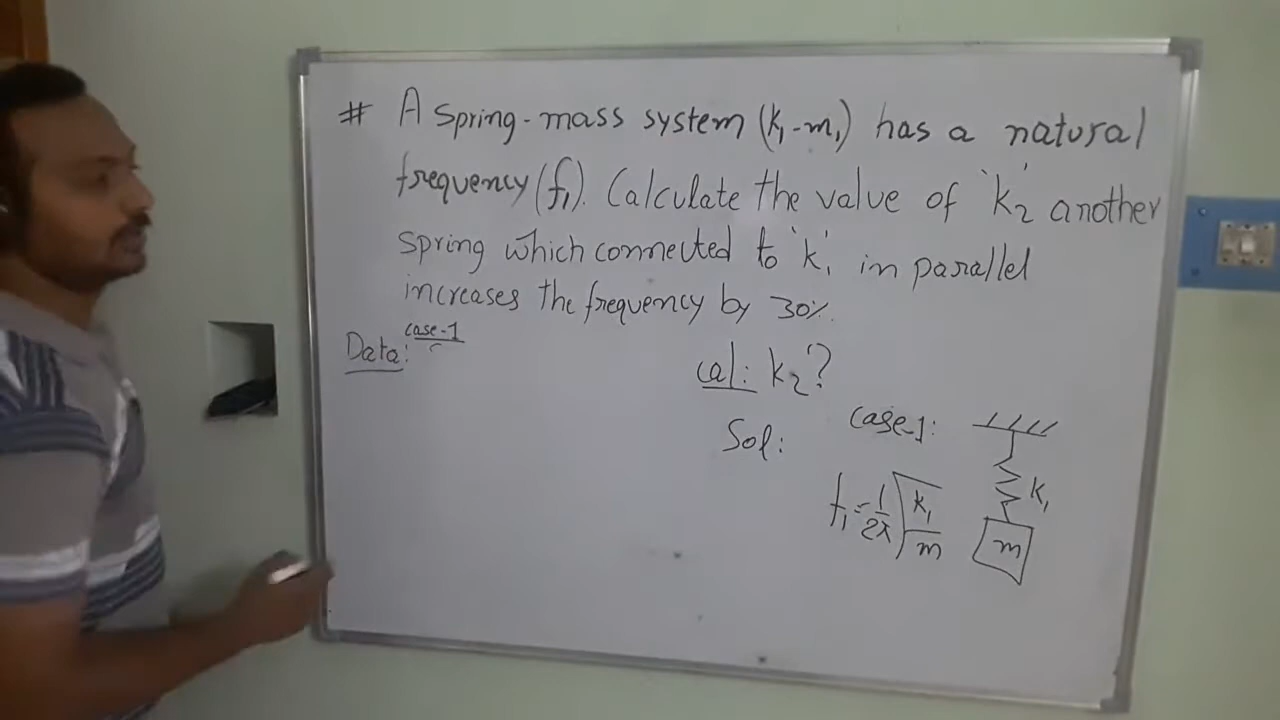 # A spring-mass system (k₁-m₁) has a natural
frequency (f₁). Calculate the value of 'k₂' another
spring which connected to 'k₁' in parallel
increases the frequency by 30%.
Data: case-1
cal: k₂?
Sol: case-1:
f₁ = 1/2π √k₁/m
k₁
m